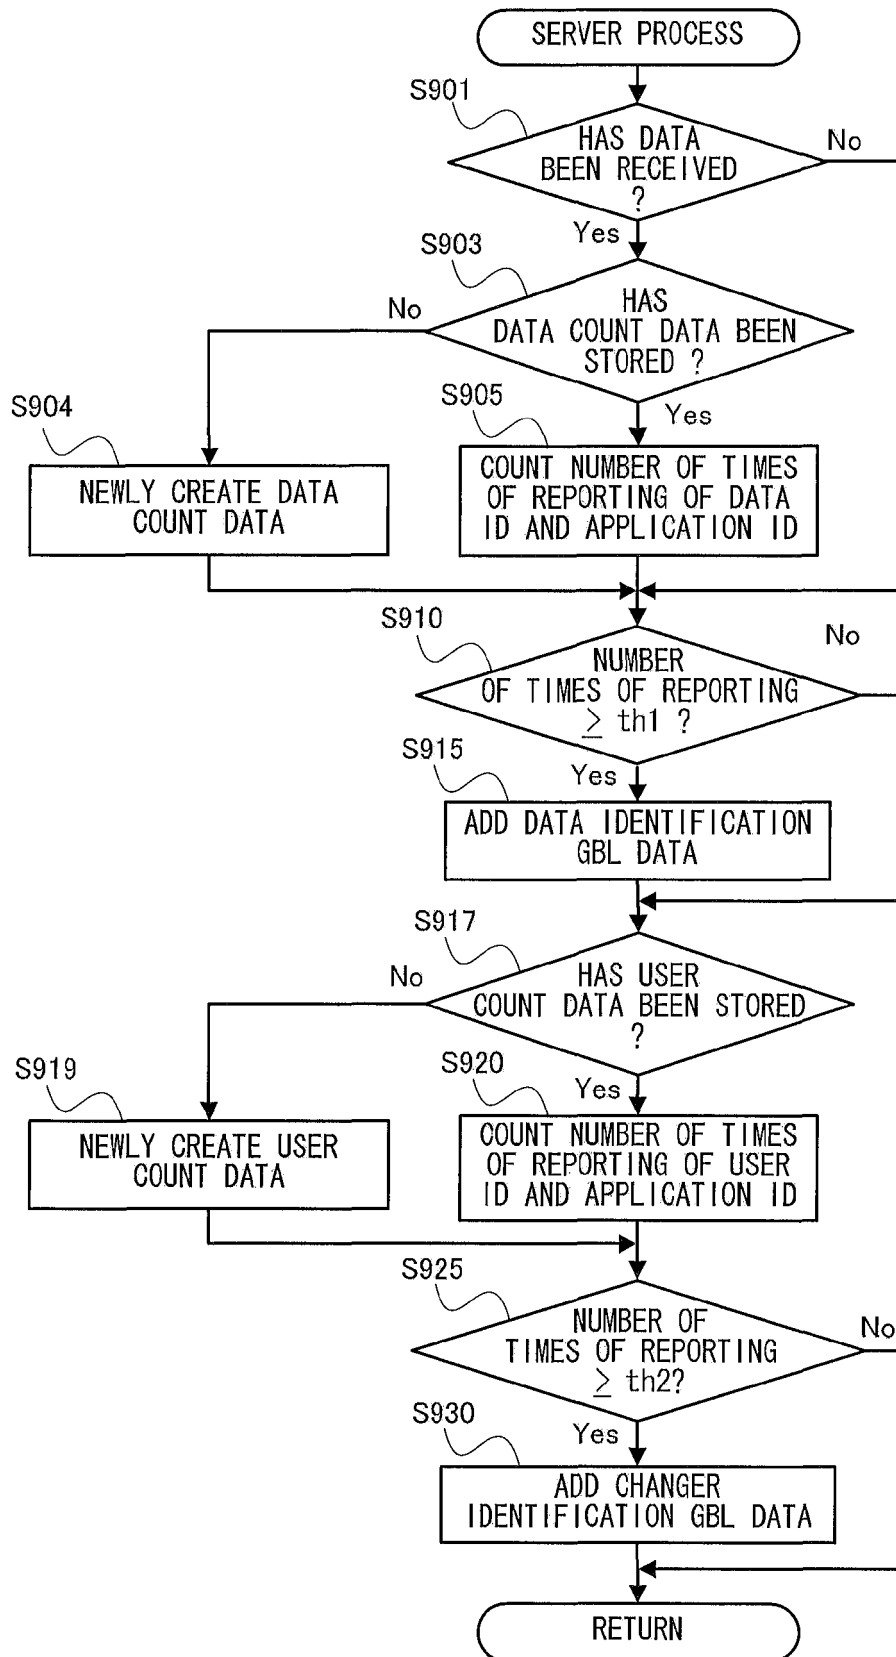 SERVER PROCESS
S901
HAS DATA
BEEN RECEIVED
?
No
Yes
S903
HAS
DATA COUNT DATA BEEN
STORED ?
No
Yes
S904
NEWLY CREATE DATA
COUNT DATA
S905
COUNT NUMBER OF TIMES
OF REPORTING OF DATA
ID AND APPLICATION ID
S910
NUMBER
OF TIMES OF REPORTING
≥ th1 ?
No
Yes
S915
ADD DATA IDENTIFICATION
GBL DATA
S917
HAS USER
COUNT DATA BEEN STORED
?
No
Yes
S919
NEWLY CREATE USER
COUNT DATA
S920
COUNT NUMBER OF TIMES
OF REPORTING OF USER
ID AND APPLICATION ID
S925
NUMBER OF
TIMES OF REPORTING
≥ th2?
No
Yes
S930
ADD CHANGER
IDENTIFICATION GBL DATA
RETURN